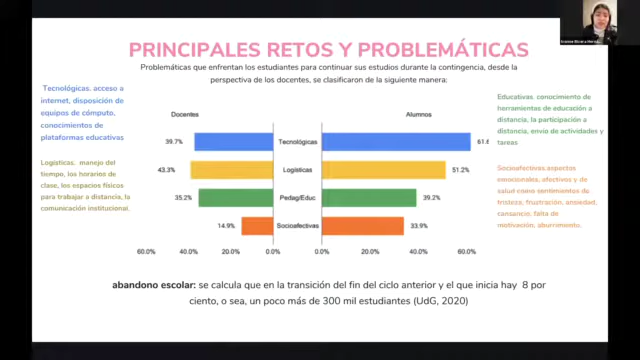 PRINCIPALES RETOS Y PROBLEMÁTICAS
Problemáticas que enfrentan los estudiantes para continuar sus estudios durante la contingencia, desde la
perspectiva de los docentes, se clasificaron de la siguiente manera:
Tecnológicas. acceso a
internet, disposición de
equipos de cómputo,
conocimientos de
plataformas educativas
Logísticas. manejo del
tiempo, los horarios de
clase, los espacios físicos
para trabajar a distancia, la
comunicación institucional.
Docentes
Alumnos
39.7% Tecnológicas 61.6
43.3% Logísticas 51.2%
35.2% Pedag/Educ 39.2%
14.9% Socioafectivas 33.9%
60.0% 40.0% 20.0% 0.0% 0.0% 20.0% 40.0% 60.0%
Educativas. conocimiento de
herramientas de educación a
distancia, la participación a
distancia, envío de actividades y
tareas
Socioafectivas aspectos
emocionales, afectivos y de
salud como sentimientos de
tristeza, frustración, ansiedad,
cansancio, falta de
motivación, aburrimiento.
abandono escolar: se calcula que en la transición del fin del ciclo anterior y el que inicia hay 8 por
ciento, o sea, un poco más de 300 mil estudiantes (UdG, 2020)